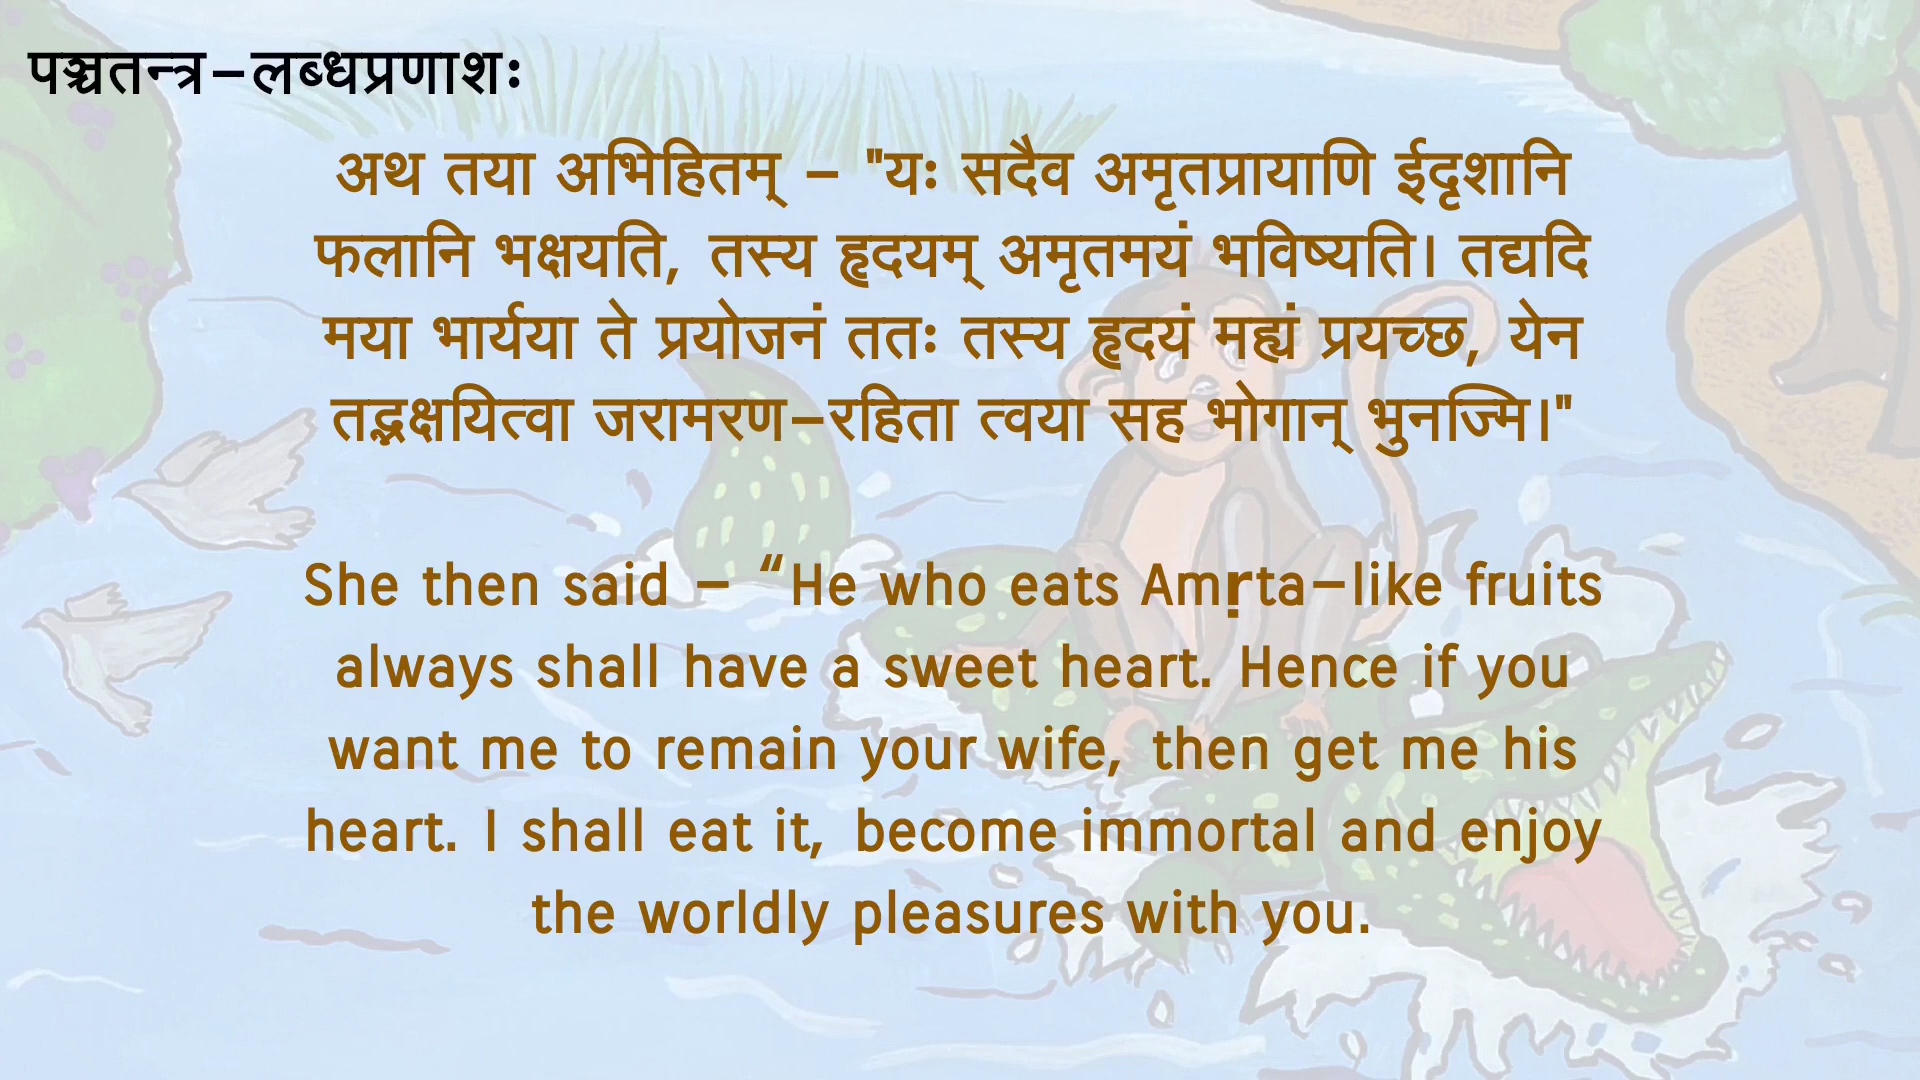 पञ्चतन्त्र-लब्धप्रणाशः
अथ तया अभिहितम् - "यः सदैव अमृतप्रायाणि ईदृशानि
फलानि भक्षयति, तस्य हृदयम् अमृतमयं भविष्यति। तद्यदि
मया भार्यया ते प्रयोजनं ततः तस्य हृदयं मह्यं प्रयच्छ, येन
तद्भक्षयित्वा जरामरण-रहिता त्वया सह भोगान् भुनज्मि।"
She then said - “He who eats Amṛta-like fruits
always shall have a sweet heart. Hence if you
want me to remain your wife, then get me his
heart. I shall eat it, become immortal and enjoy
the worldly pleasures with you.